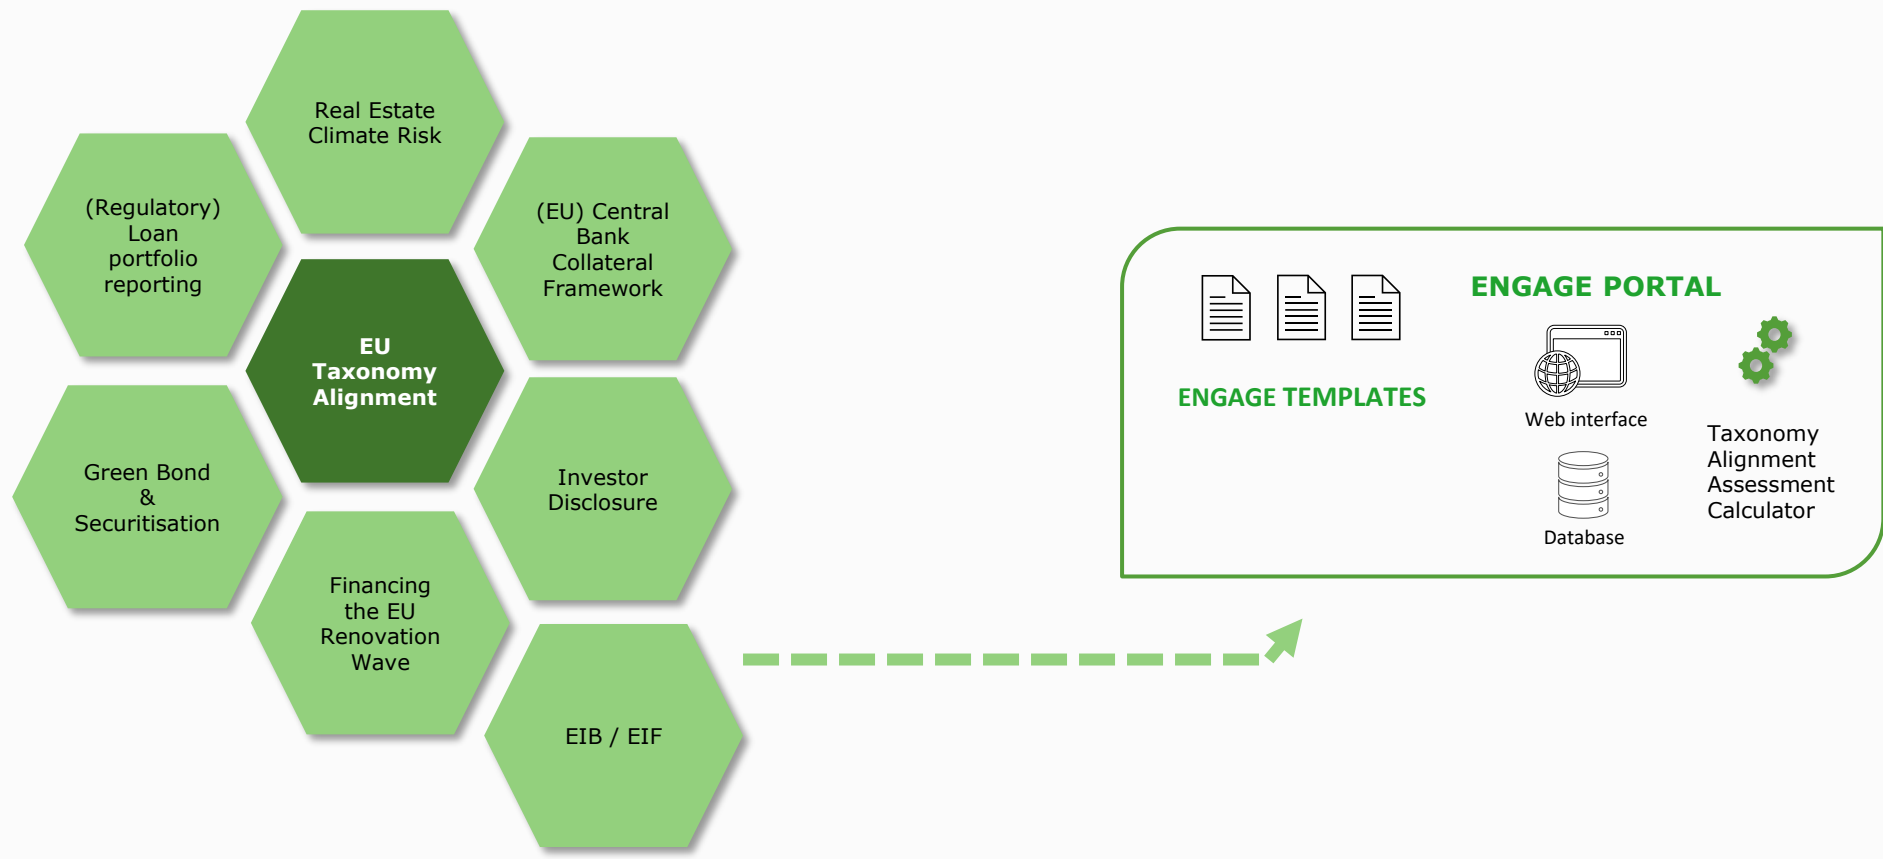 Real Estate
Climate Risk
(Regulatory)
Loan
portfolio
reporting
(EU) Central
Bank
Collateral
Framework
EU
Taxonomy
Alignment
Green Bond
&
Securitisation
Investor
Disclosure
Financing
the EU
Renovation
Wave
EIB / EIF
ENGAGE TEMPLATES
ENGAGE PORTAL
Web interface
Database
Taxonomy
Alignment
Assessment
Calculator